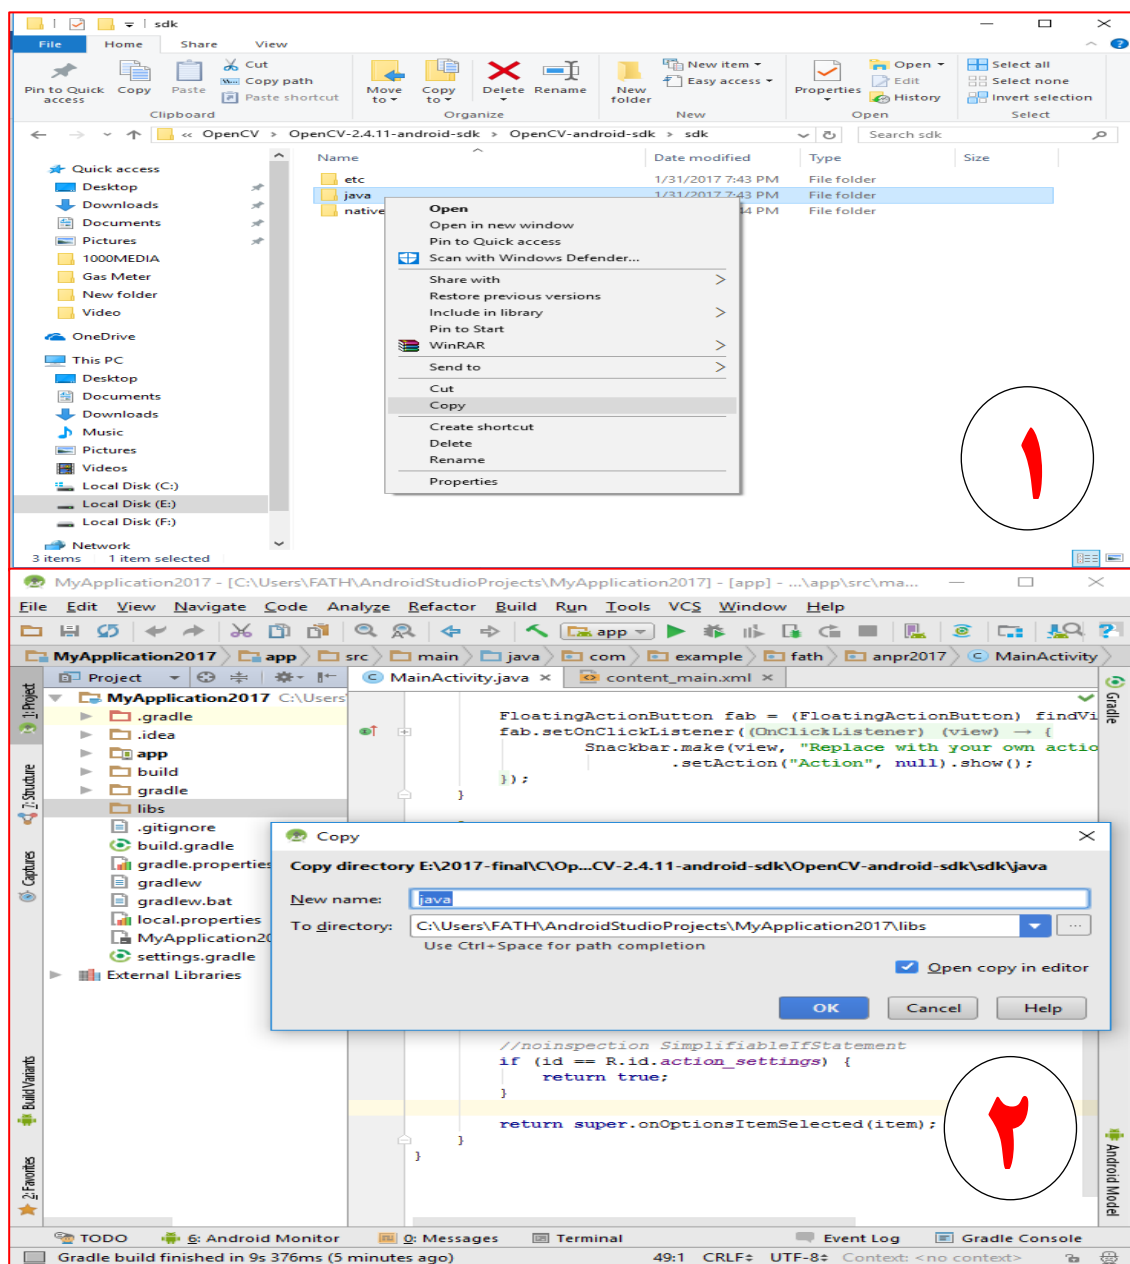 sdk
File Home Share View
Pin to Quick access
Copy
Paste
Cut
Copy path
Paste shortcut
Move to
Copy to
Delete
Rename
New folder
New item
Easy access
Properties
Open
Edit
History
Select all
Select none
Invert selection
Clipboard Organize New Open Select
« OpenCV > OpenCV-2.4.11-android-sdk > OpenCV-android-sdk > sdk
Search sdk
Name Date modified Type Size
etc 1/31/2017 7:43 PM File folder
java 1/31/2017 7:43 PM File folder
native 44 PM File folder
Quick access
Desktop
Downloads
Documents
Pictures
1000MEDIA
Gas Meter
New folder
Video
OneDrive
This PC
Desktop
Documents
Downloads
Music
Pictures
Videos
Local Disk (C:)
Local Disk (E:)
Local Disk (F:)
Network
Open
Open in new window
Pin to Quick access
Scan with Windows Defender...
Share with
Restore previous versions
Include in library
Pin to Start
WinRAR
Send to
Cut
Copy
Create shortcut
Delete
Rename
Properties
۱
3 items 1 item selected
MyApplication2017 - [C:\Users\FATH\AndroidStudioProjects\MyApplication2017] - [app] - ...\app\src\ma...
File Edit View Navigate Code Analyze Refactor Build Run Tools VCS Window Help
app
MyApplication2017 app src main java com example fath anpr2017 MainActivity
Project
MainActivity.java × content_main.xml ×
1: Project
7: Structure
Captures
Build Variants
2: Favorites
MyApplication2017 C:\Users
.gradle
.idea
app
build
gradle
libs
.gitignore
build.gradle
gradle.properties
gradlew
gradlew.bat
local.properties
MyApplication20
settings.gradle
External Libraries
FloatingActionButton fab = (FloatingActionButton) findVi
fab.setOnClickListener((OnClickListener) (view) → {
Snackbar.make(view, "Replace with your own actio
.setAction("Action", null).show();
});
}
Copy
Copy directory E:\2017-final\C\Op...CV-2.4.11-android-sdk\OpenCV-android-sdk\sdk\java
New name: java
To directory: C:\Users\FATH\AndroidStudioProjects\MyApplication2017\libs
Use Ctrl+Space for path completion
Open copy in editor
OK Cancel Help
//noinspection SimplifiableIfStatement
if (id == R.id.action_settings) {
return true;
}
return super.onOptionsItemSelected(item);
}
}
۲
Gradle
Android Model
TODO 6: Android Monitor 0: Messages Terminal Event Log Gradle Console
Gradle build finished in 9s 376ms (5 minutes ago) 49:1 CRLF÷ UTF-8÷ Context: <no context>